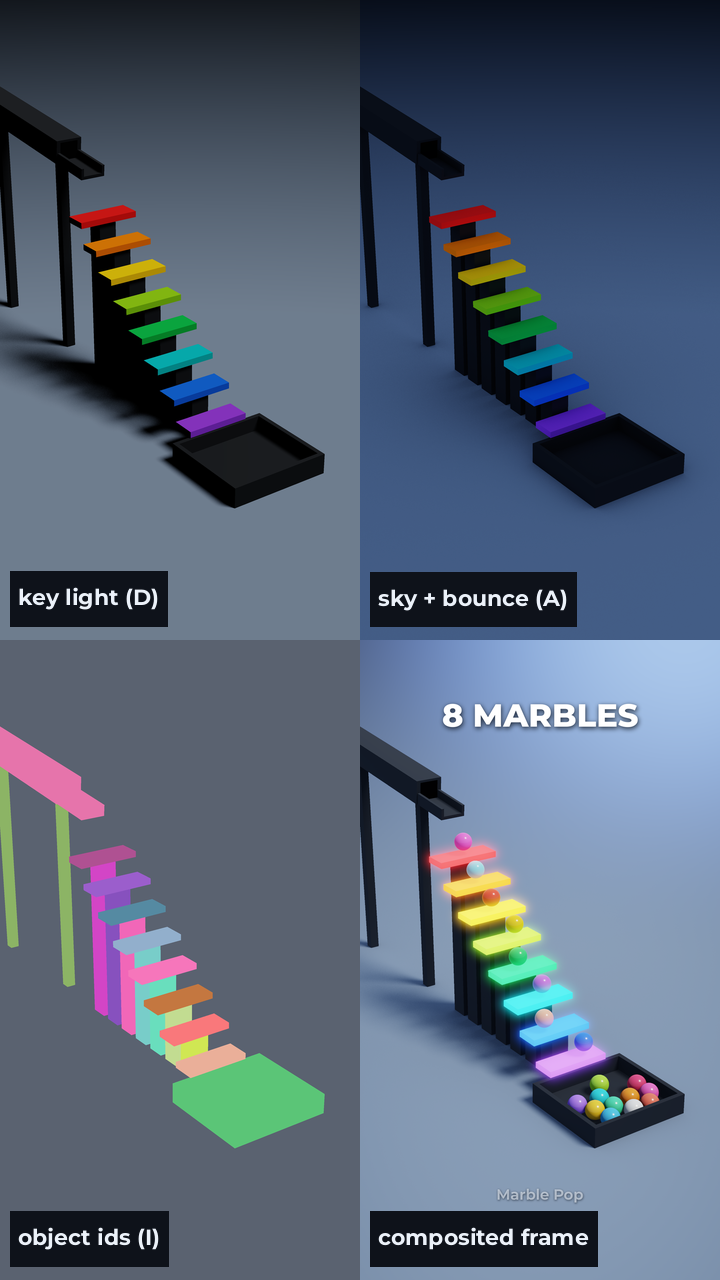 key light (D)
sky + bounce (A)
8 MARBLES
Marble Pop
object ids (I)
composited frame